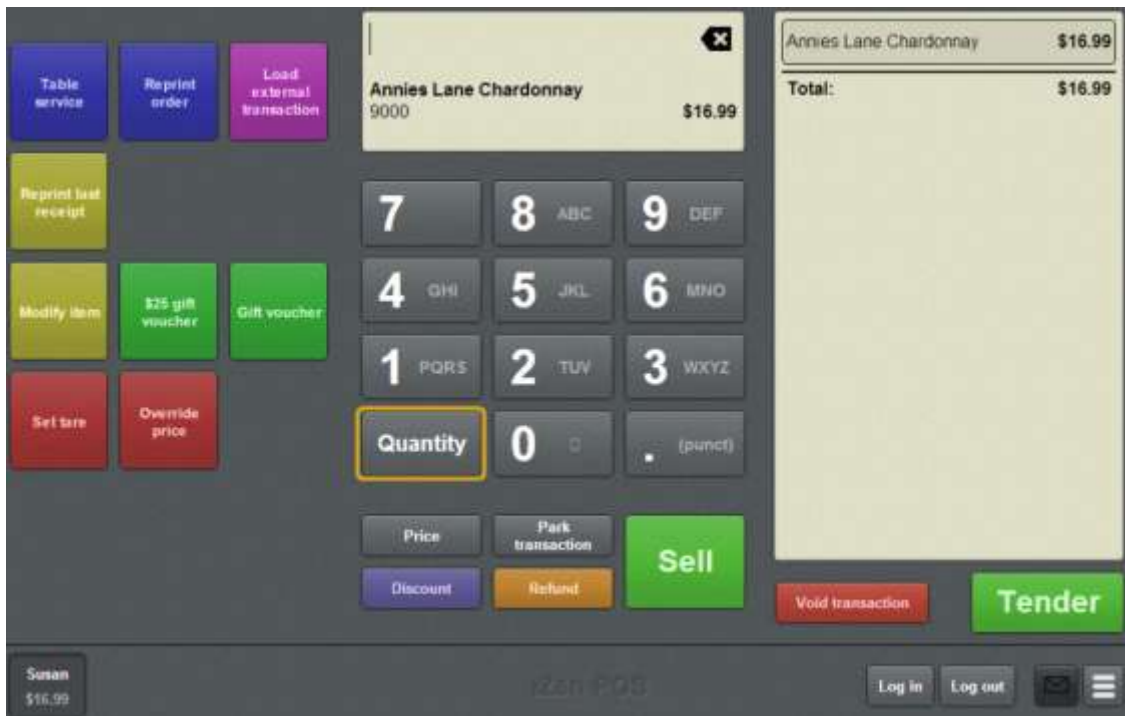 Table
service
Reprint
order
Load
external
transaction
Reprint last
receipt
Modify item
$25 gift
voucher
Gift voucher
Set tare
Override
price
Annies Lane Chardonnay
9000 $16.99
7
8 ABC
9 DEF
4 GHI
5 JKL
6 MNO
1 PQRS
2 TUV
3 WXYZ
Quantity
0
. (punct)
Price
Park
transaction
Discount
Refund
Sell
Annies Lane Chardonnay $16.99
Total: $16.99
Void transaction
Tender
Susan
$16.99
Log in
Log out